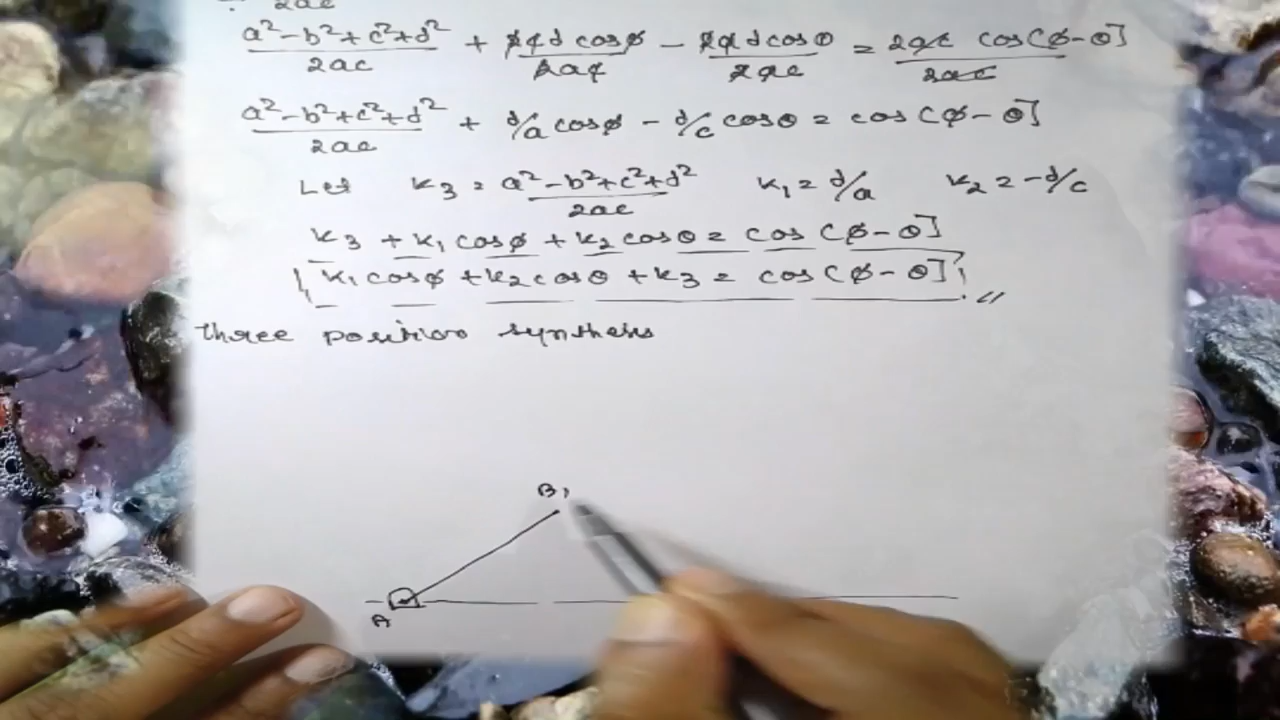 2ac
a²-b²+c²+d²/2ac + 2cd cosφ/2ac - 2ad cosθ/2ac = 2ac cos(φ-θ]/2ac
a²-b²+c²+d²/2ac + d/a cosφ - d/c cosθ = cos(φ-θ]
Let K3 = a²-b²+c²+d²/2ac K1 = d/a K2 = -d/c
K3 + K1 cosφ + K2 cosθ = cos(φ-θ]
K1 cosφ + K2 cosθ + K3 = cos(φ-θ]
Three position synthesis
B1
A